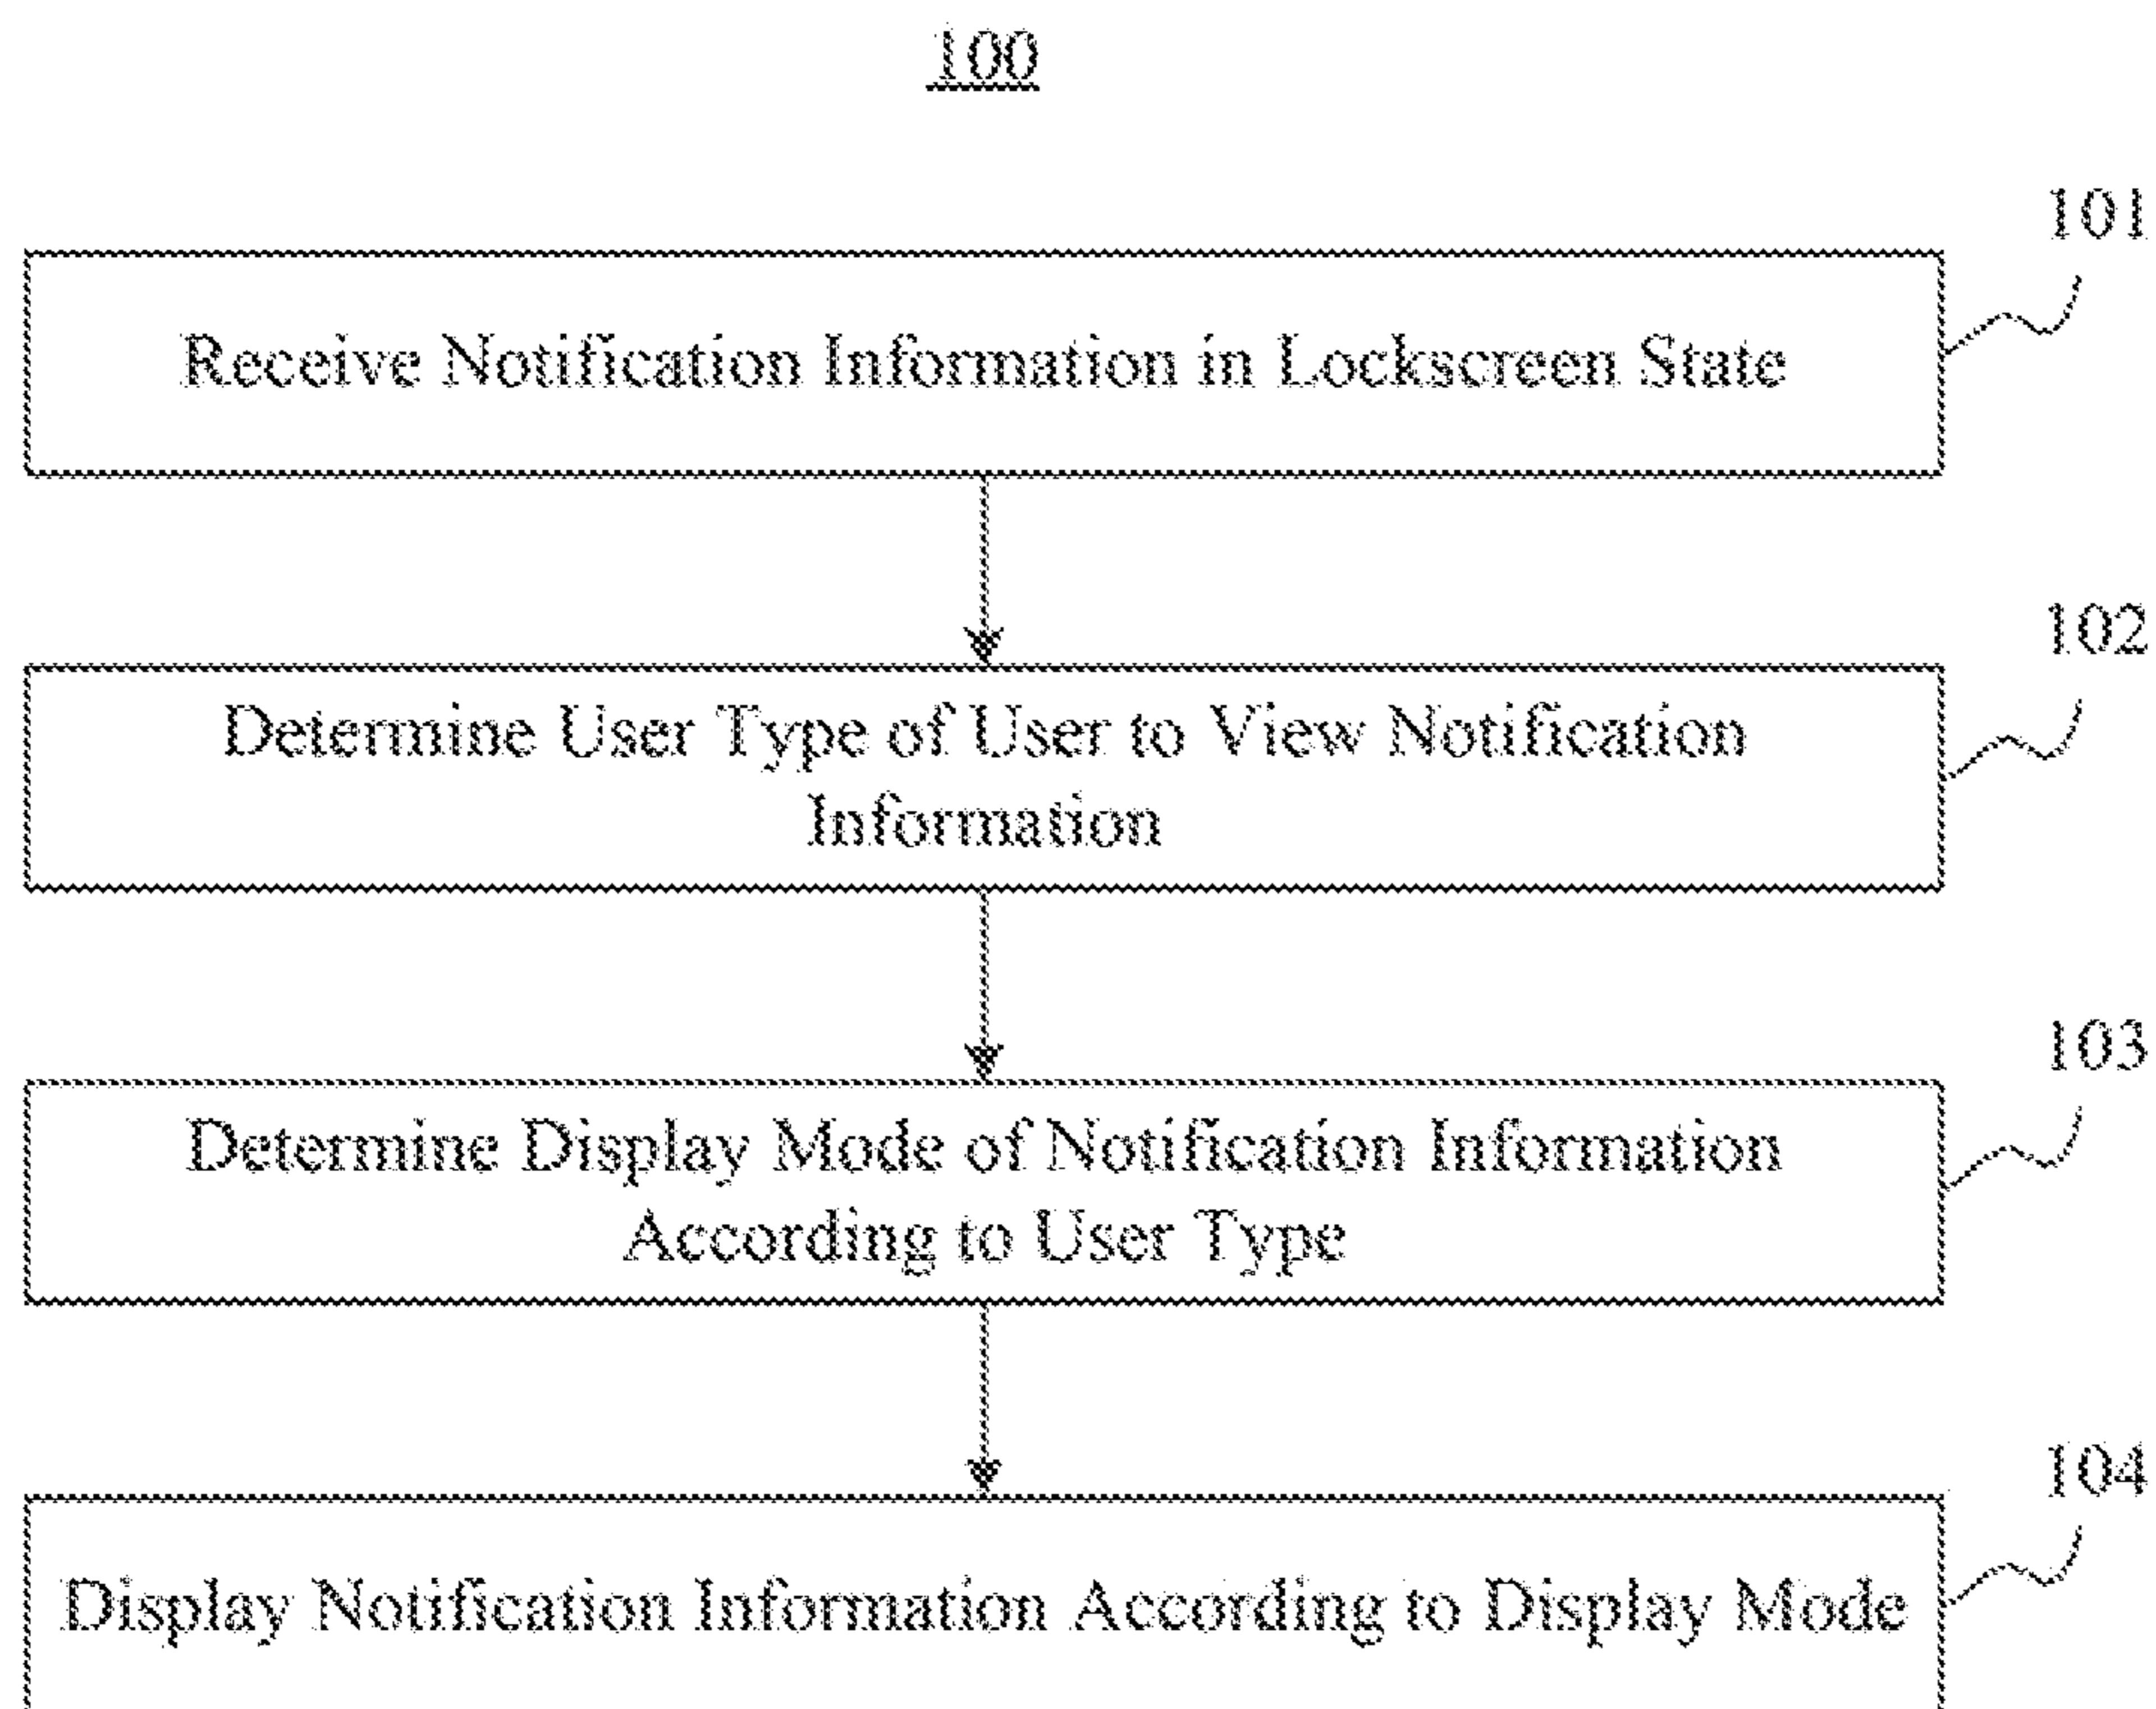 100
101
Receive Notification Information in Lockscreen State
102
Determine User Type of User to View Notification
Information
103
Determine Display Mode of Notification Information
According to User Type
104
Display Notification Information According to Display Mode